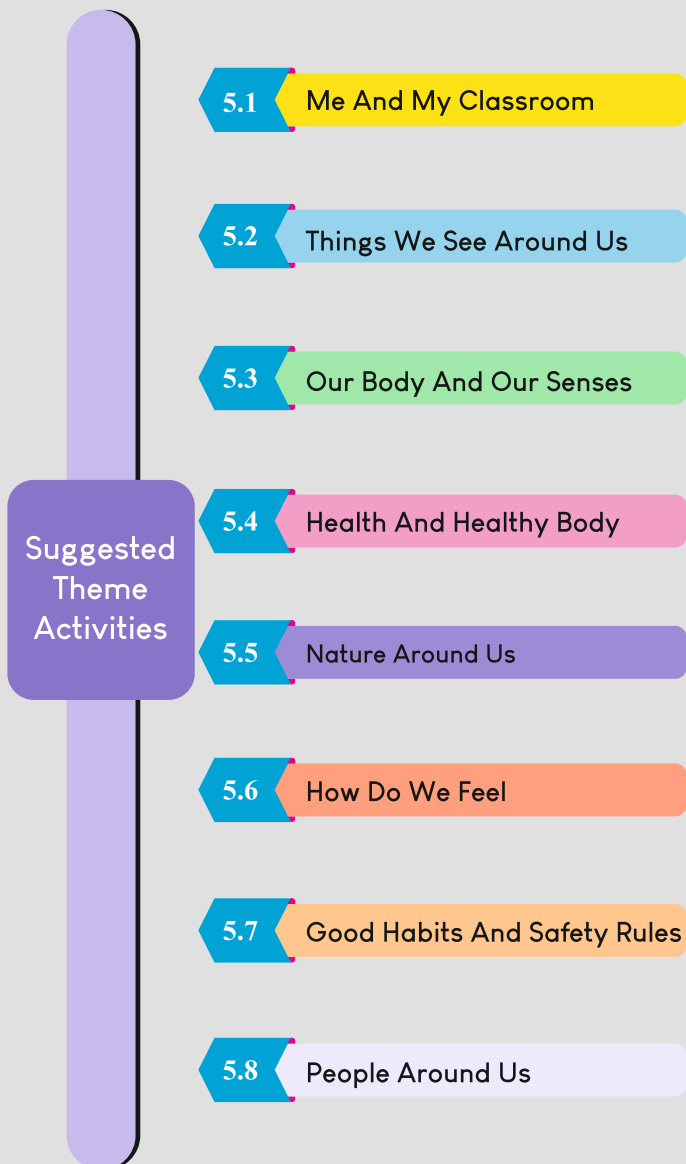 5.1 Me And My Classroom
5.2 Things We See Around Us
5.3 Our Body And Our Senses
5.4 Health And Healthy Body
Suggested
Theme
Activities
5.5 Nature Around Us
5.6 How Do We Feel
5.7 Good Habits And Safety Rules
5.8 People Around Us